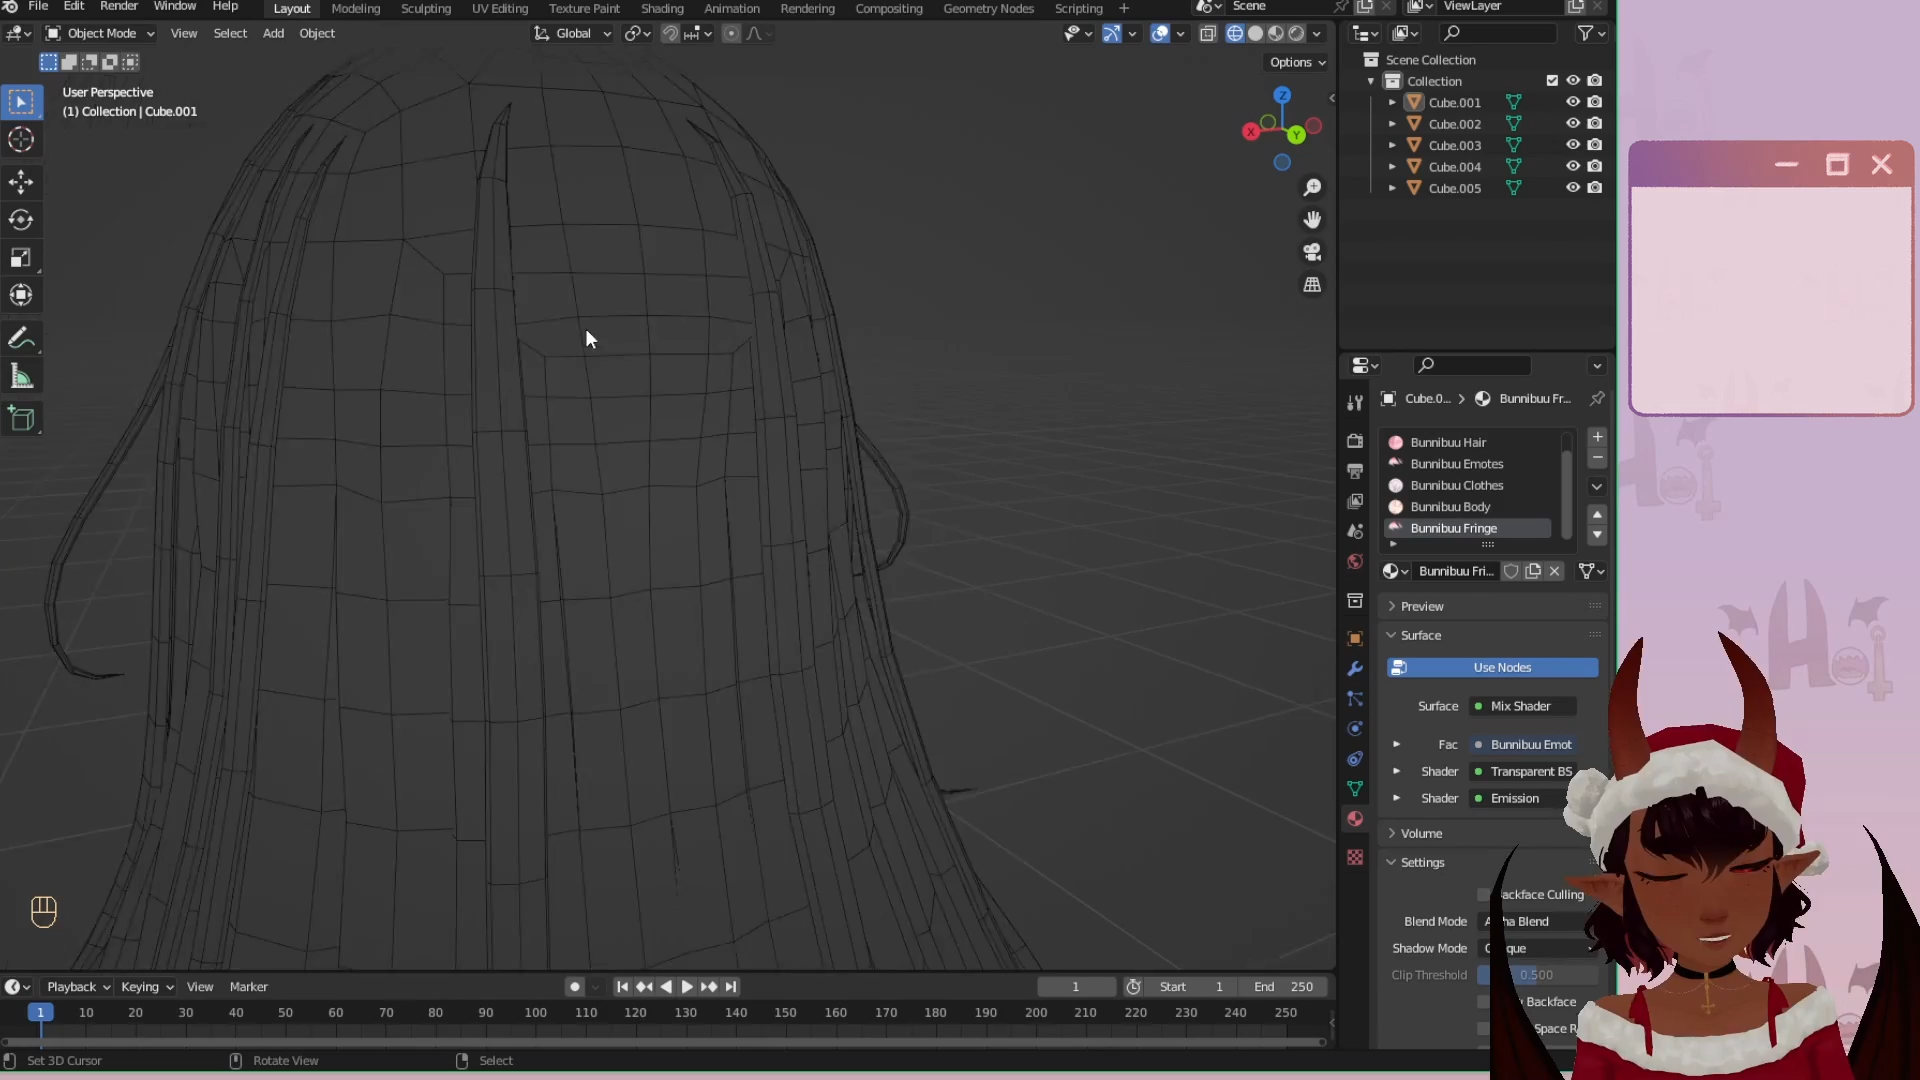 File Edit Render Window Help Layout Modeling Sculpting UV Editing Texture Paint Shading Animation Rendering Compositing Geometry Nodes Scripting + Scene ViewLayer
Object Mode View Select Add Object Global
Options
User Perspective
(1) Collection | Cube.001
Z
X
Y
Scene Collection
Collection
Cube.001
Cube.002
Cube.003
Cube.004
Cube.005
Cube.0... > Bunnibuu Fr...
Bunnibuu Hair
Bunnibuu Emotes
Bunnibuu Clothes
Bunnibuu Body
Bunnibuu Fringe
Bunnibuu Fri...
Preview
Surface
Use Nodes
Surface Mix Shader
Fac Bunnibuu Emot
Shader Transparent BS
Shader Emission
Volume
Settings
ackface Culling
Blend Mode
Shadow Mode
Clip Threshold 0.500
Backface
Space R
Playback Keying View Marker 1 Start 1 End 250
1 10 20 30 40 50 60 70 80 90 100 110 120 130 140 150 160 170 180 190 200 210 220 230 240 250
Set 3D Cursor Rotate View Select